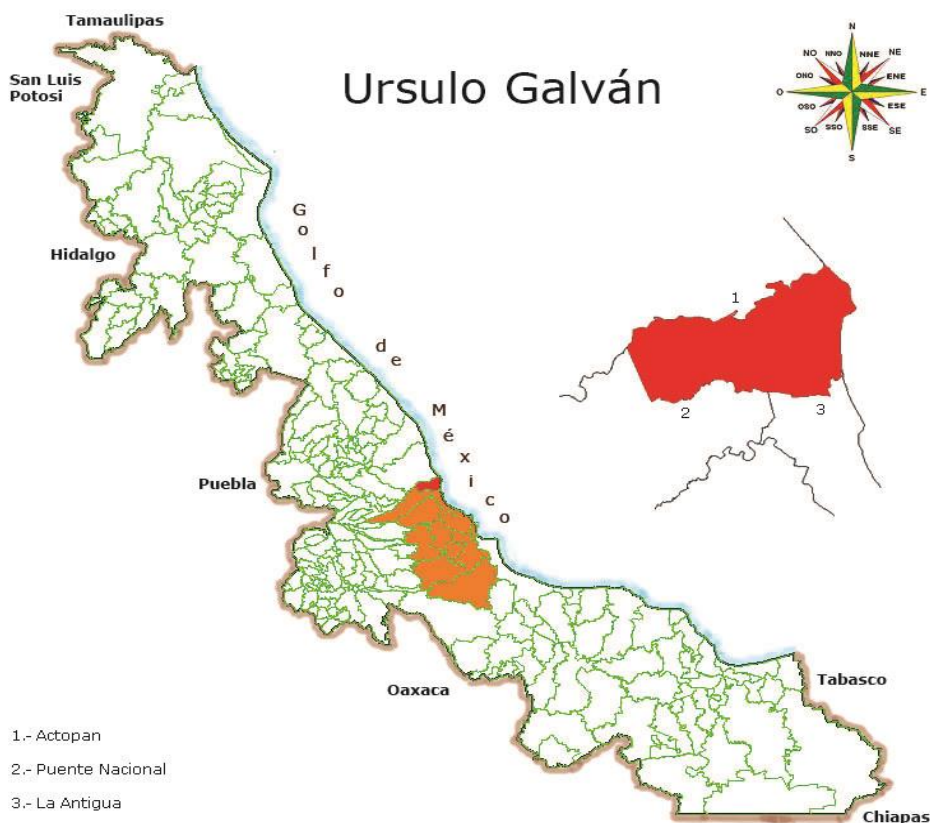 Tamaulipas
San Luis
Potosi
Ursulo Galván
N
NNO
NNE
NO
NE
ONO
ENE
O
E
OSO
ESE
SO
SSO
SSE
SE
S
Golfo de México
Hidalgo
1
2
3
Puebla
Oaxaca
Tabasco
Chiapas
1.- Actopan
2.- Puente Nacional
3.- La Antigua